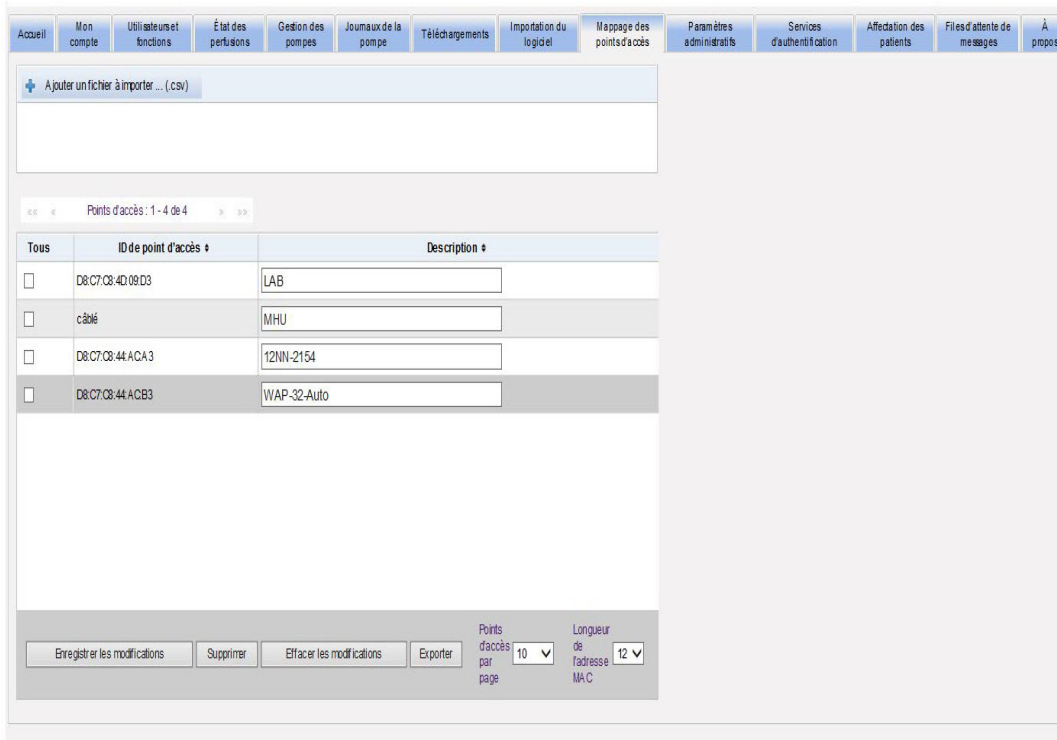 Accueil
Mon compte
Utilisateurs et fonctions
État des perfusions
Gestion des pompes
Journaux de la pompe
Téléchargements
Importation du logiciel
Mappage des points d'accès
Paramètres administratifs
Services d'authentification
Affectation des patients
Files d'attente de messages
À propos
Ajouter un fichier à importer ... (.csv)
<< < Points d'accès : 1 - 4 de 4 > >>
Tous ID de point d'accès Description
D8:C7:C8:4D:09:D3 LAB
câblé MHU
D8:C7:C8:44:AC:A3 12NN-2154
D8:C7:C8:44:AC:B3 WAP-32-Auto
Enregistrer les modifications
Supprimer
Effacer les modifications
Exporter
Points
d'accès
par
page
10
Longueur
de
l'adresse
MAC
12